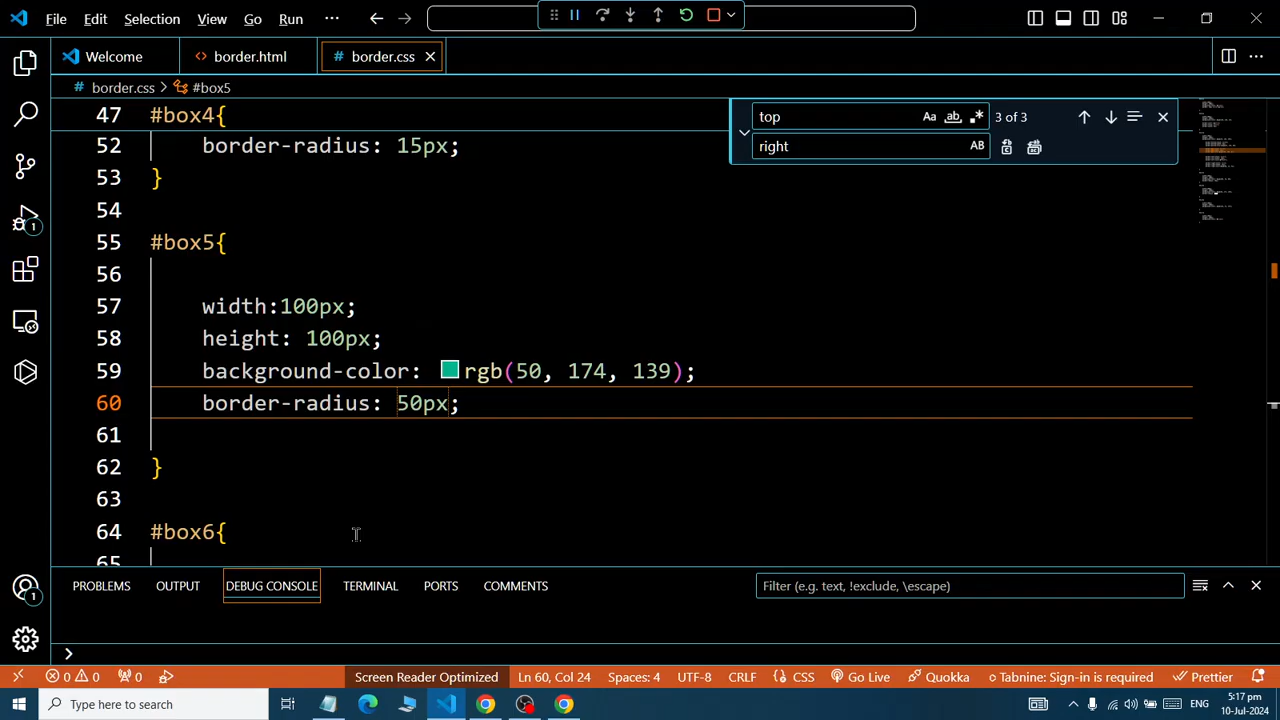 File Edit Selection View Go Run ...
Welcome border.html # border.css
# border.css > #box5
47 #box4{
52 border-radius: 15px;
53 }
54
55 #box5{
56
57 width:100px;
58 height: 100px;
59 background-color: rgb(50, 174, 139);
60 border-radius: 50px;
61
62 }
63
64 #box6{
65
top Aa ab .* 3 of 3
right AB
PROBLEMS OUTPUT DEBUG CONSOLE TERMINAL PORTS COMMENTS Filter (e.g. text, !exclude, \escape)
>
1
1
0 0 0 Screen Reader Optimized Ln 60, Col 24 Spaces: 4 UTF-8 CRLF { } CSS Go Live Quokka Tabnine: Sign-in is required Prettier
Type here to search ENG 5:17 pm
10-Jul-2024